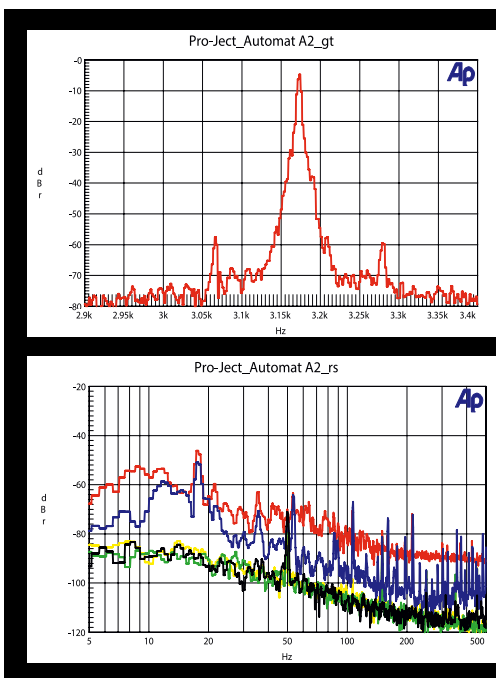 Pro-Ject_Automat A2_gt
Ap
-0
-10
-20
-30
-40
-50
-60
-70
-80
d
B
r
2.9k 2.95k 3k 3.05k 3.1k 3.15k 3.2k 3.25k 3.3k 3.35k 3.4k
Hz
Pro-Ject_Automat A2_rs
Ap
-20
-40
-60
-80
-100
-120
d
B
r
5 10 20 50 100 200 500
Hz